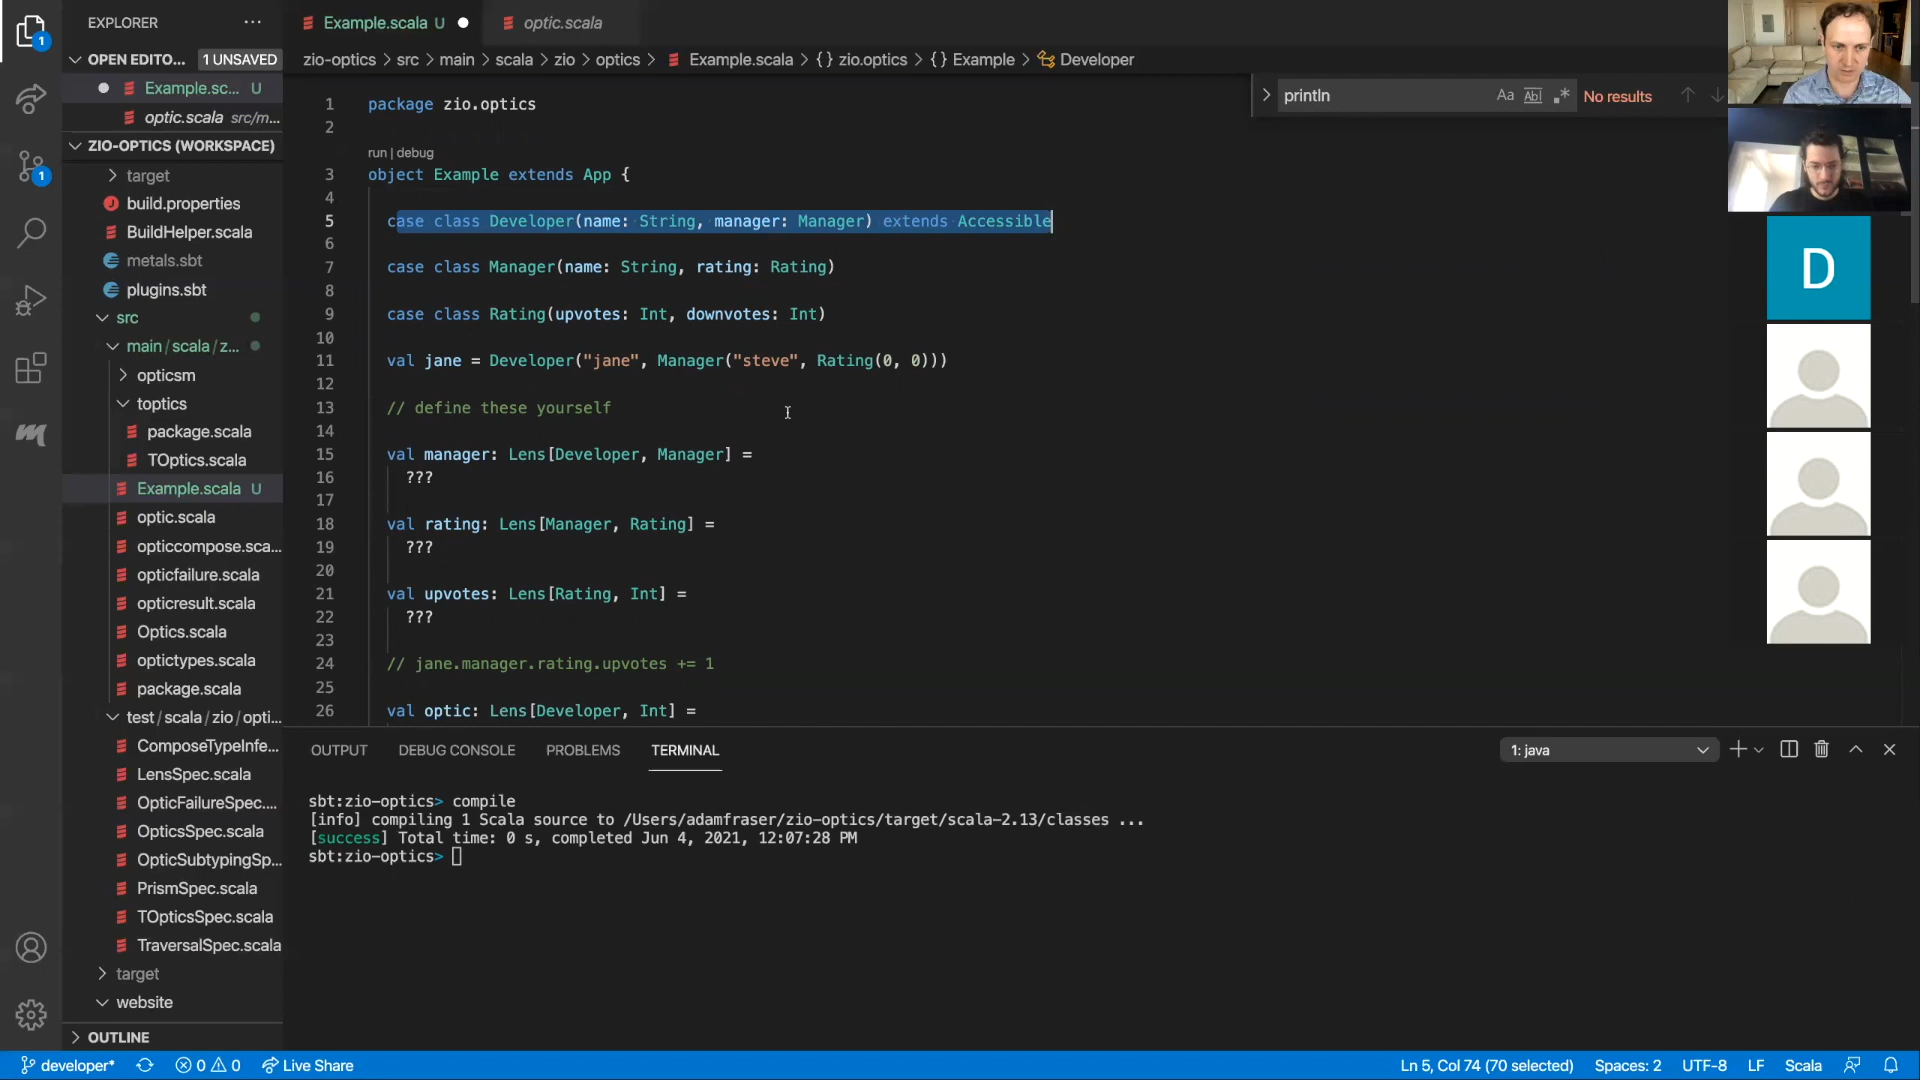 EXPLORER
OPEN EDITO... 1 UNSAVED
Example.sc... U
optic.scala src/m...
ZIO-OPTICS (WORKSPACE)
target
build.properties
BuildHelper.scala
metals.sbt
plugins.sbt
src
main / scala / z...
opticsm
toptics
package.scala
TOptics.scala
Example.scala U
optic.scala
opticcompose.sca...
opticfailure.scala
opticresult.scala
Optics.scala
optictypes.scala
package.scala
test / scala / zio / opti...
ComposeTypeInfe...
LensSpec.scala
OpticFailureSpec....
OpticsSpec.scala
OpticSubtypingSp...
PrismSpec.scala
TOpticsSpec.scala
TraversalSpec.scala
target
website
OUTLINE
1
1
Example.scala U
optic.scala
zio-optics > src > main > scala > zio > optics > Example.scala > {} zio.optics > {} Example > Developer
println
Aa Abl .*
No results
1 package zio.optics
2
run | debug
3 object Example extends App {
4
5 case class Developer(name: String, manager: Manager) extends Accessible
6
7 case class Manager(name: String, rating: Rating)
8
9 case class Rating(upvotes: Int, downvotes: Int)
10
11 val jane = Developer("jane", Manager("steve", Rating(0, 0)))
12
13 // define these yourself
14
15 val manager: Lens[Developer, Manager] =
16 ???
17
18 val rating: Lens[Manager, Rating] =
19 ???
20
21 val upvotes: Lens[Rating, Int] =
22 ???
23
24 // jane.manager.rating.upvotes += 1
25
26 val optic: Lens[Developer, Int] =
D
OUTPUT DEBUG CONSOLE PROBLEMS TERMINAL
1: java
sbt:zio-optics> compile
[info] compiling 1 Scala source to /Users/adamfraser/zio-optics/target/scala-2.13/classes ...
[success] Total time: 0 s, completed Jun 4, 2021, 12:07:28 PM
sbt:zio-optics>
developer* 0 0 Live Share
Ln 5, Col 74 (70 selected) Spaces: 2 UTF-8 LF Scala